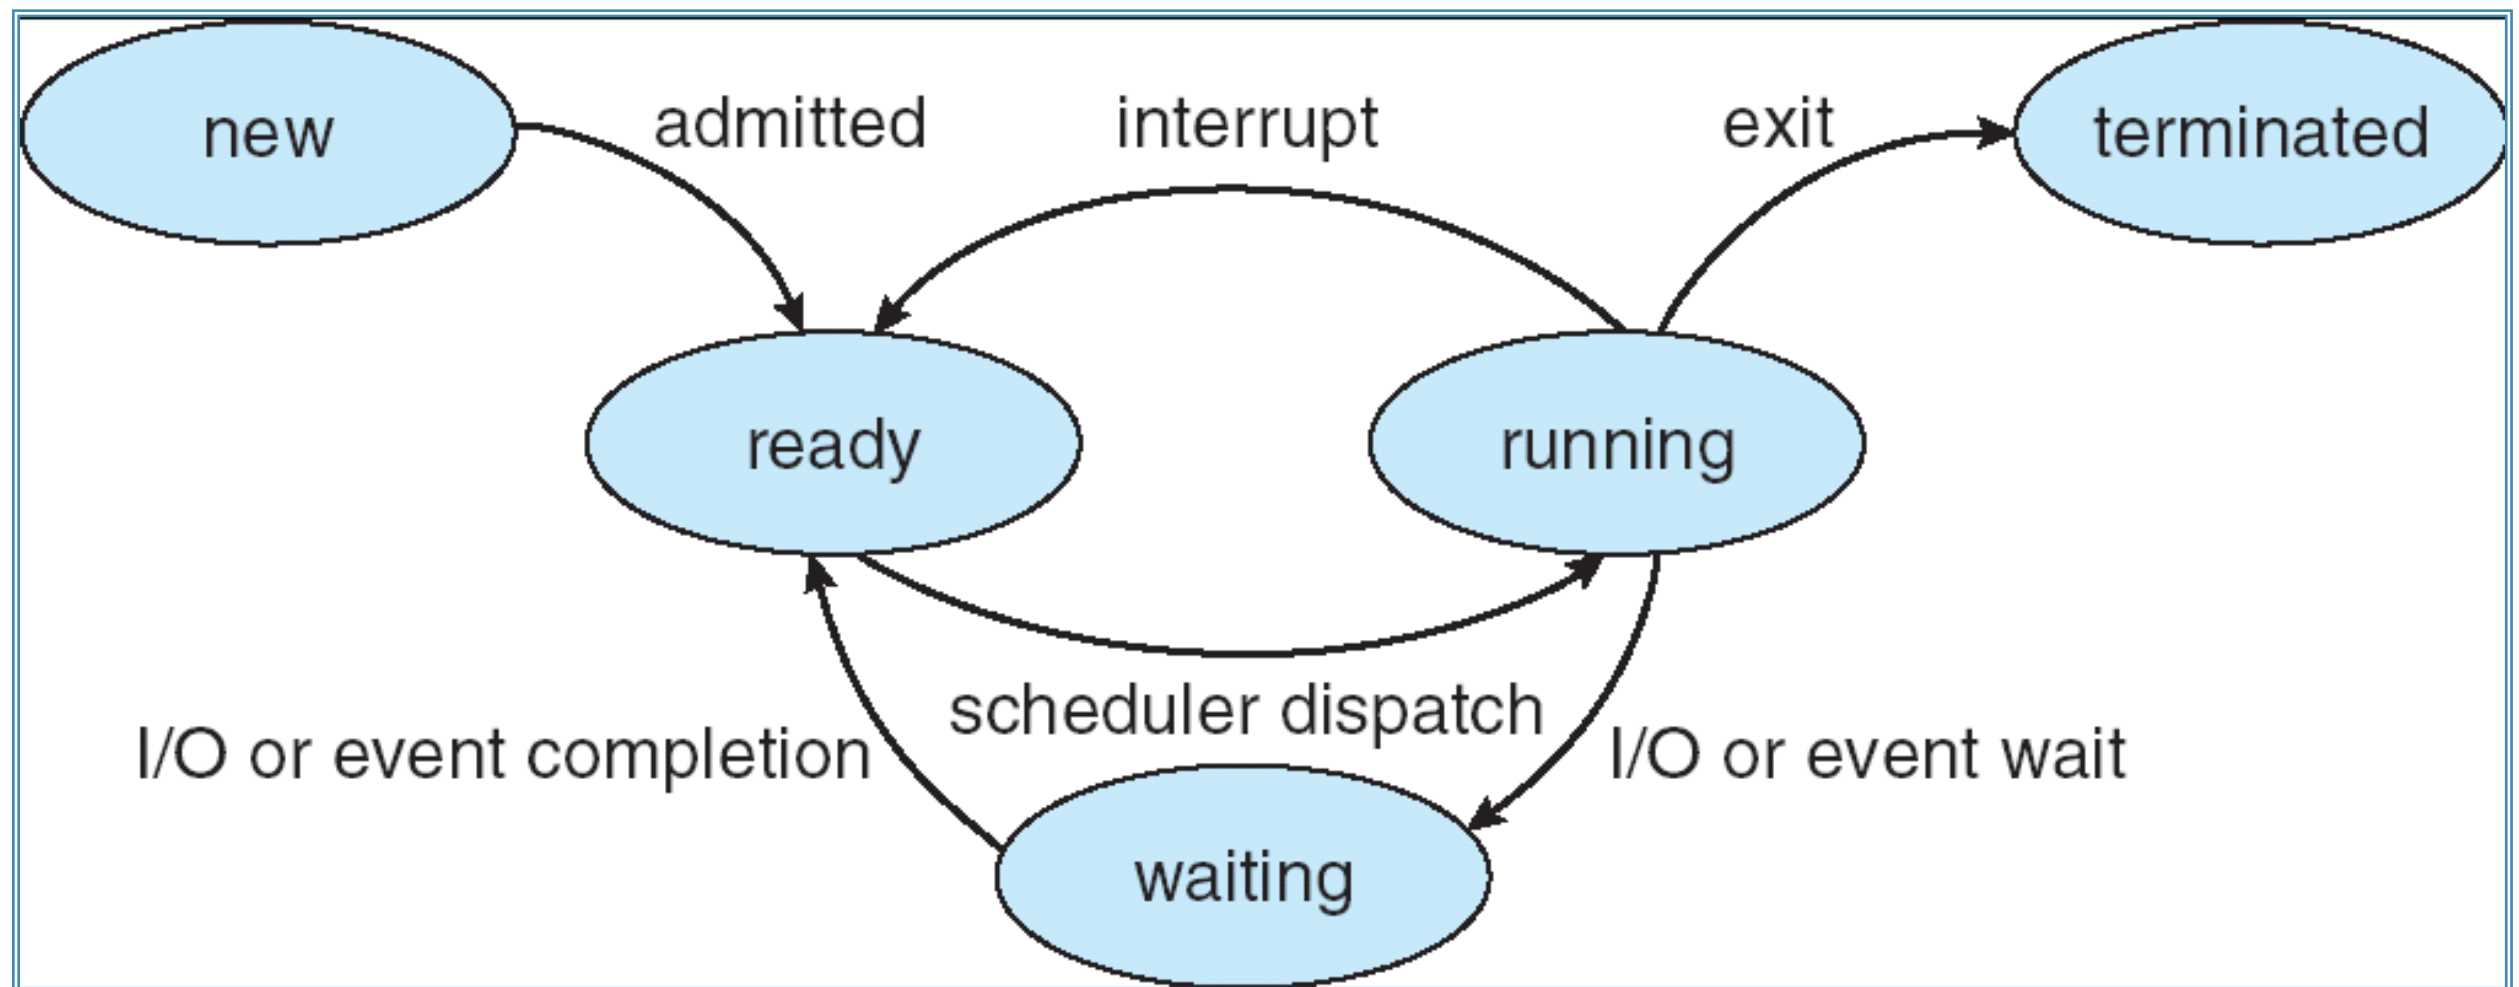 new
admitted
interrupt
exit
terminated
ready
running
scheduler dispatch
I/O or event completion
I/O or event wait
waiting